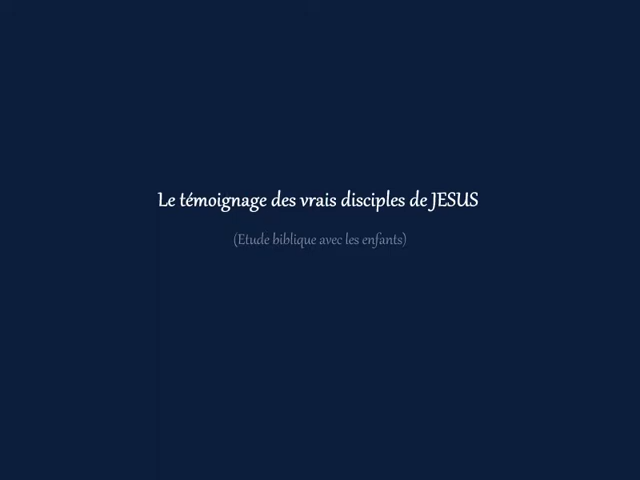 Le témoignage des vrais disciples de JESUS
(Etude biblique avec les enfants)